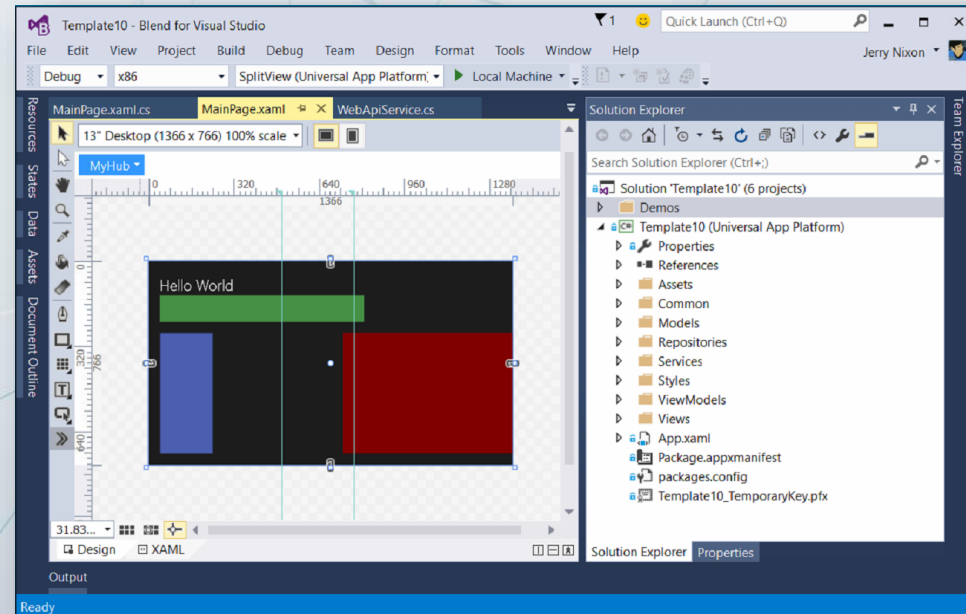 Template10 - Blend for Visual Studio
1
Quick Launch (Ctrl+Q)
File Edit View Project Build Debug Team Design Format Tools Window Help
Jerry Nixon
Debug x86 SplitView (Universal App Platform) Local Machine
Resources
States
Data
Assets
Document Outline
MainPage.xaml.cs MainPage.xaml WebApiService.cs
13" Desktop (1366 x 766) 100% scale
MyHub
0 320 640 960 1280
1366
0
320
766
640
Hello World
31.83...
Design XAML
Solution Explorer
Search Solution Explorer (Ctrl+;)
Solution 'Template10' (6 projects)
Demos
Template10 (Universal App Platform)
Properties
References
Assets
Common
Models
Repositories
Services
Styles
ViewModels
Views
App.xaml
Package.appxmanifest
packages.config
Template10_TemporaryKey.pfx
Solution Explorer Properties
Team Explorer
Output
Ready